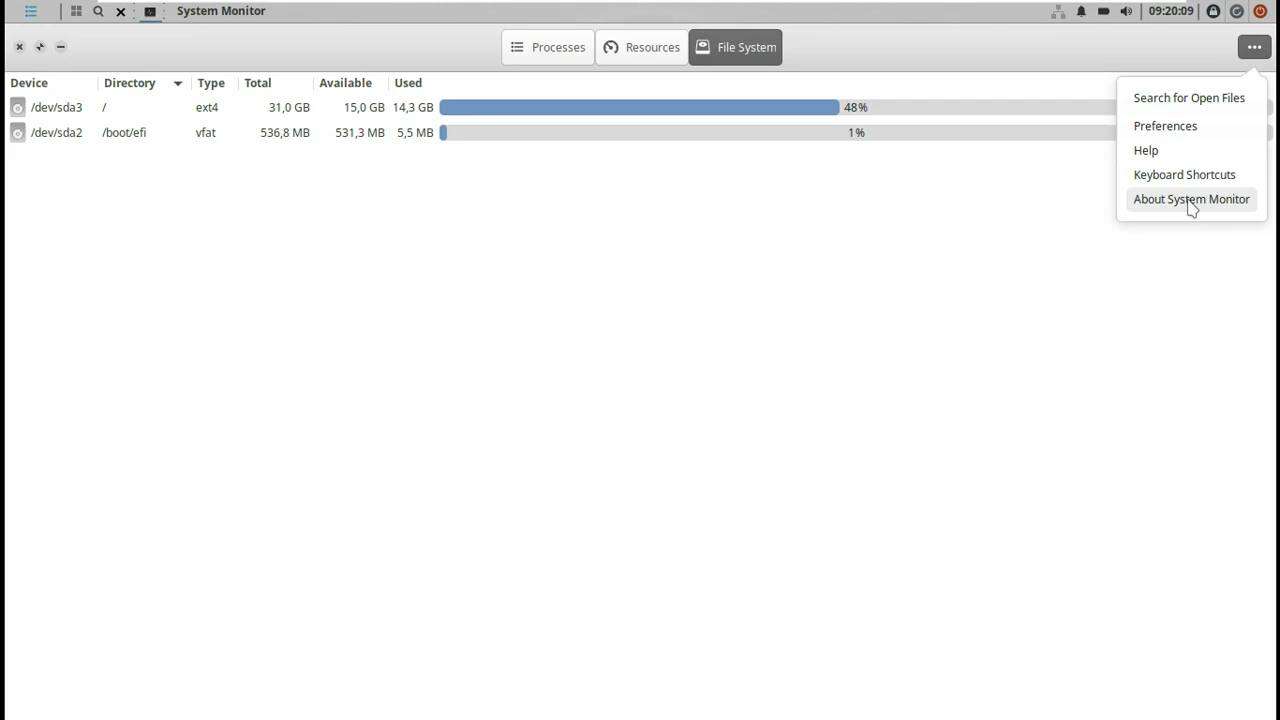 System Monitor
09:20:09
Processes
Resources
File System
Device Directory Type Total Available Used
/dev/sda3 / ext4 31,0 GB 15,0 GB 14,3 GB 48%
/dev/sda2 /boot/efi vfat 536,8 MB 531,3 MB 5,5 MB 1%
Search for Open Files
Preferences
Help
Keyboard Shortcuts
About System Monitor